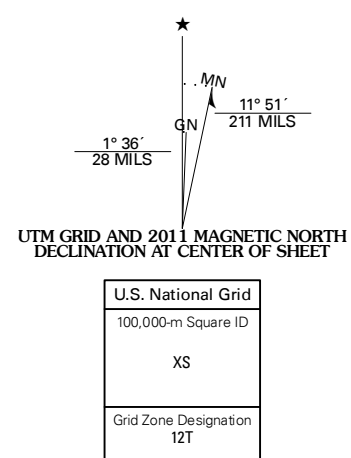 ★
MN
11° 51´
211 MILS
GN
1° 36´
28 MILS
UTM GRID AND 2011 MAGNETIC NORTH
DECLINATION AT CENTER OF SHEET
U.S. National Grid
100,000-m Square ID
XS
Grid Zone Designation
12T